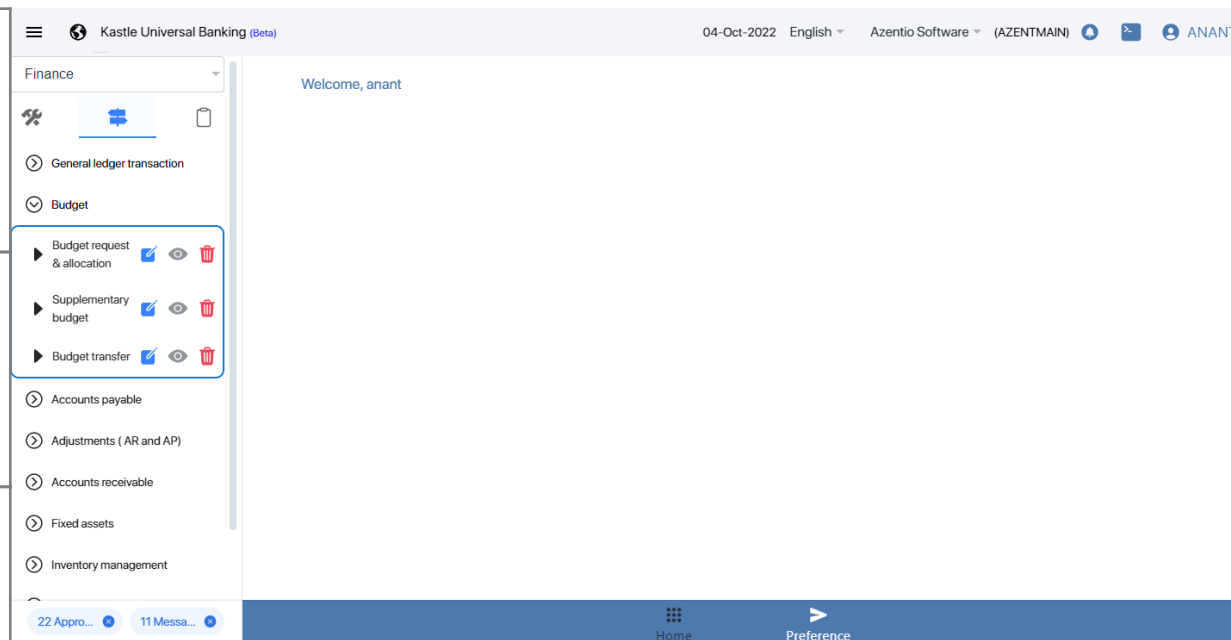 Kastle Universal Banking (Beta)
04-Oct-2022 English Azentio Software (AZENTMAIN) ANANT
Finance
Welcome, anant
General ledger transaction
Budget
Budget request
& allocation
Supplementary
budget
Budget transfer
Accounts payable
Adjustments ( AR and AP)
Accounts receivable
Fixed assets
Inventory management
22 Appro... 11 Messa...
Home
Preference